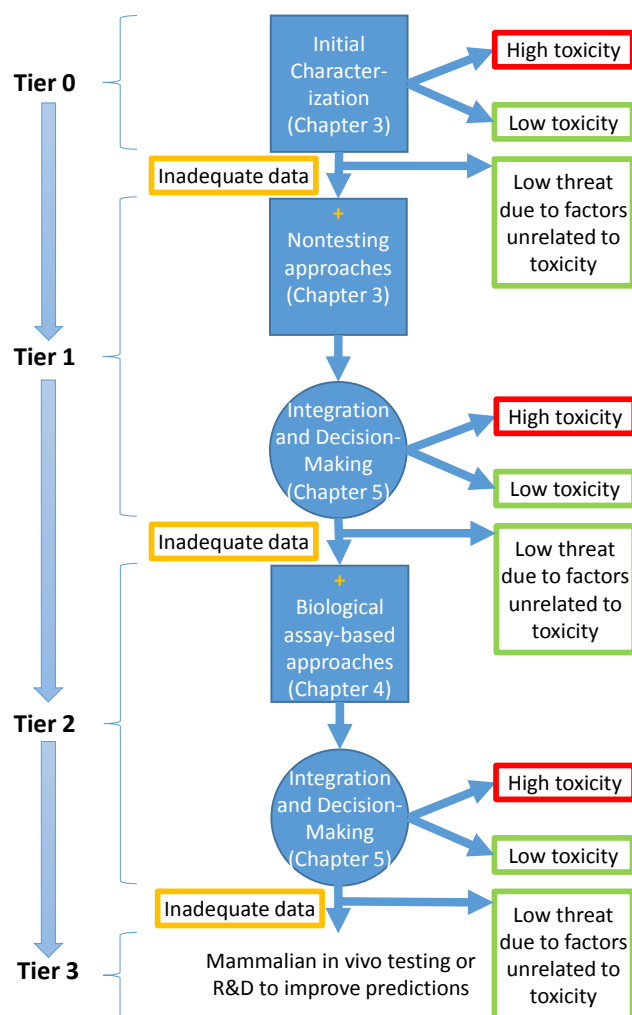 Tier 0
Initial
Character-
ization
(Chapter 3)
High toxicity
Low toxicity
Inadequate data
Low threat
due to factors
unrelated to
toxicity
Tier 1
+
Nontesting
approaches
(Chapter 3)
Integration
and Decision-
Making
(Chapter 5)
High toxicity
Low toxicity
Inadequate data
Low threat
due to factors
unrelated to
toxicity
Tier 2
+
Biological
assay-based
approaches
(Chapter 4)
Integration
and Decision-
Making
(Chapter 5)
High toxicity
Low toxicity
Inadequate data
Low threat
due to factors
unrelated to
toxicity
Tier 3
Mammalian in vivo testing or
R&D to improve predictions